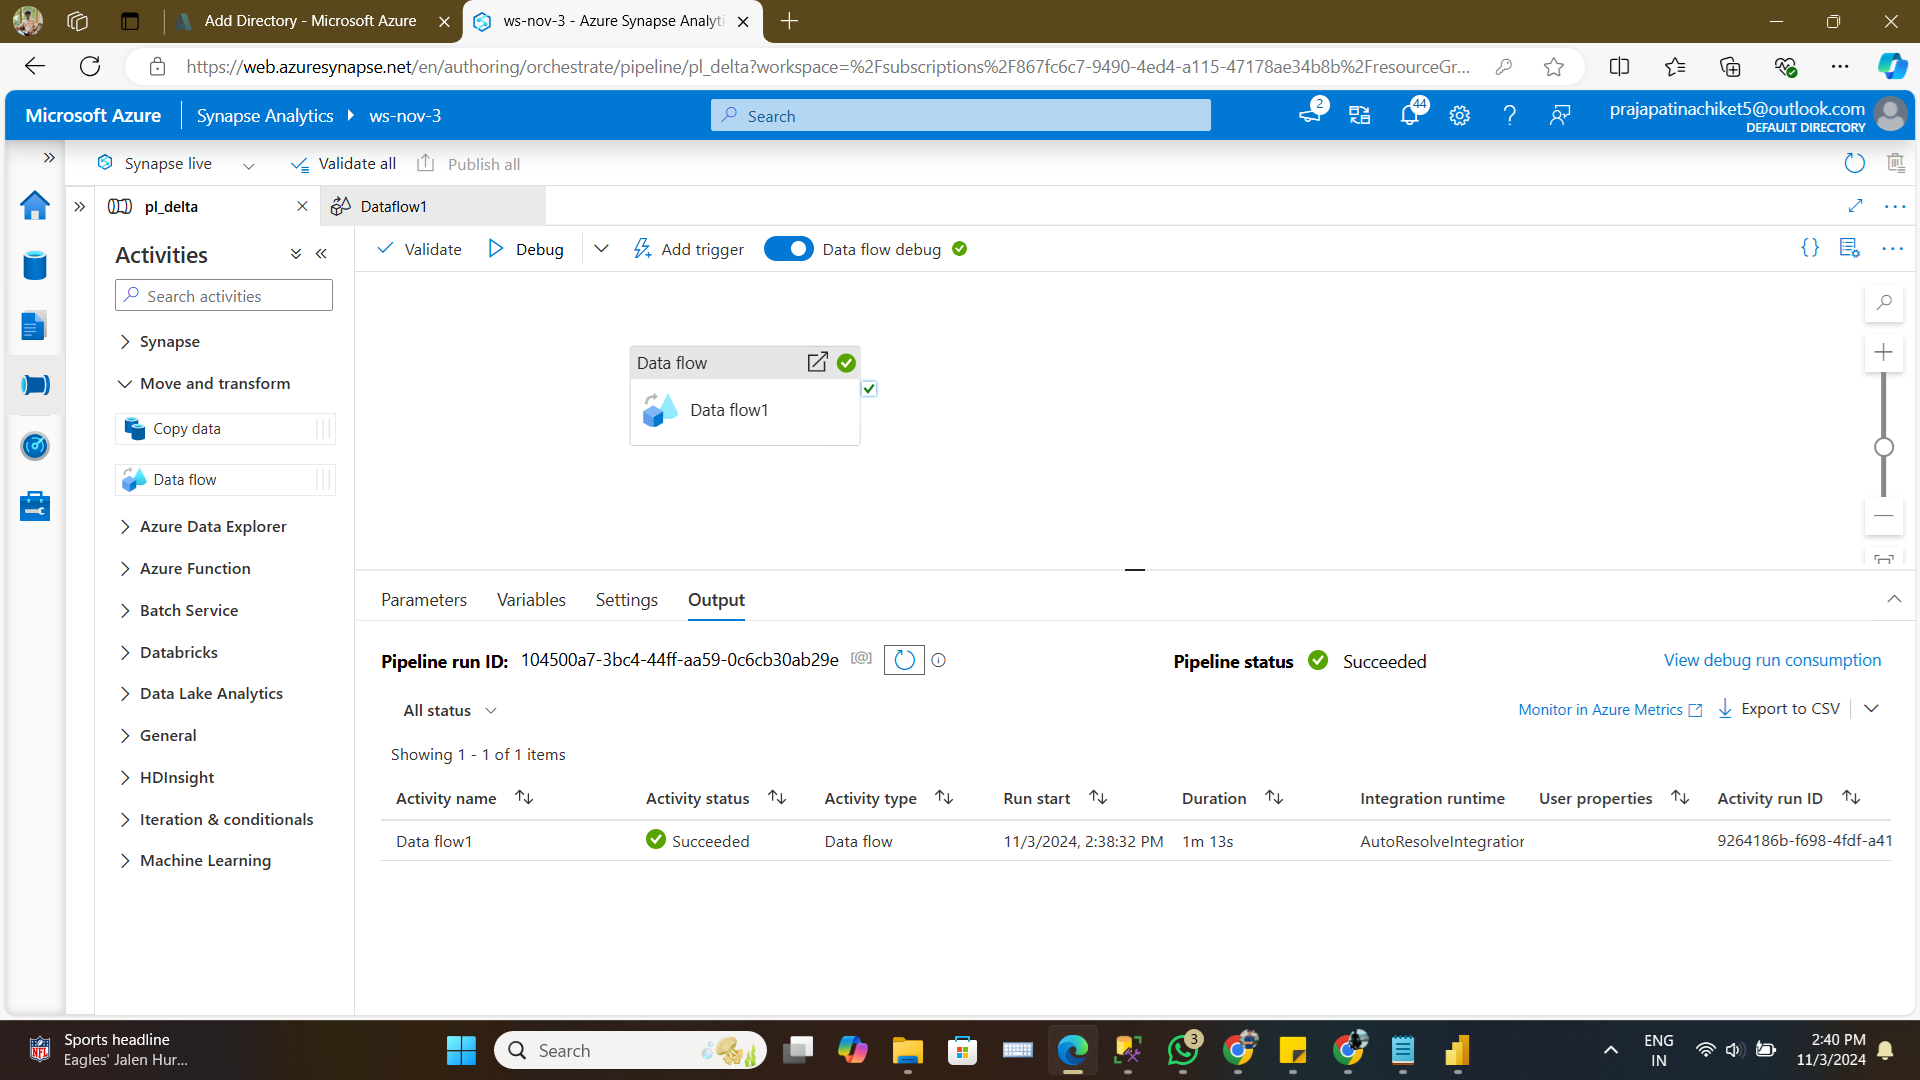 Add Directory - Microsoft Azure
ws-nov-3 - Azure Synapse Analyti
https://web.azuresynapse.net/en/authoring/orchestrate/pipeline/pl_delta?workspace=%2Fsubscriptions%2F867fc6c7-9490-4ed4-a115-47178ae34b8b%2FresourceGr...
Microsoft Azure
Synapse Analytics
ws-nov-3
Search
2
44
prajapatinachiket5@outlook.com
DEFAULT DIRECTORY
Synapse live
Validate all
Publish all
pl_delta
Dataflow1
Activities
Search activities
Synapse
Move and transform
Copy data
Data flow
Azure Data Explorer
Azure Function
Batch Service
Databricks
Data Lake Analytics
General
HDInsight
Iteration & conditionals
Machine Learning
Validate
Debug
Add trigger
Data flow debug
Data flow
Data flow1
Parameters
Variables
Settings
Output
Pipeline run ID: 104500a7-3bc4-44ff-aa59-0c6cb30ab29e
Pipeline status
Succeeded
View debug run consumption
All status
Monitor in Azure Metrics
Export to CSV
Showing 1 - 1 of 1 items
Activity name
Activity status
Activity type
Run start
Duration
Integration runtime
User properties
Activity run ID
Data flow1
Succeeded
Data flow
11/3/2024, 2:38:32 PM
1m 13s
AutoResolveIntegration
9264186b-f698-4fdf-a41
Sports headline
Eagles' Jalen Hur...
Search
3
ENG
IN
2:40 PM
11/3/2024